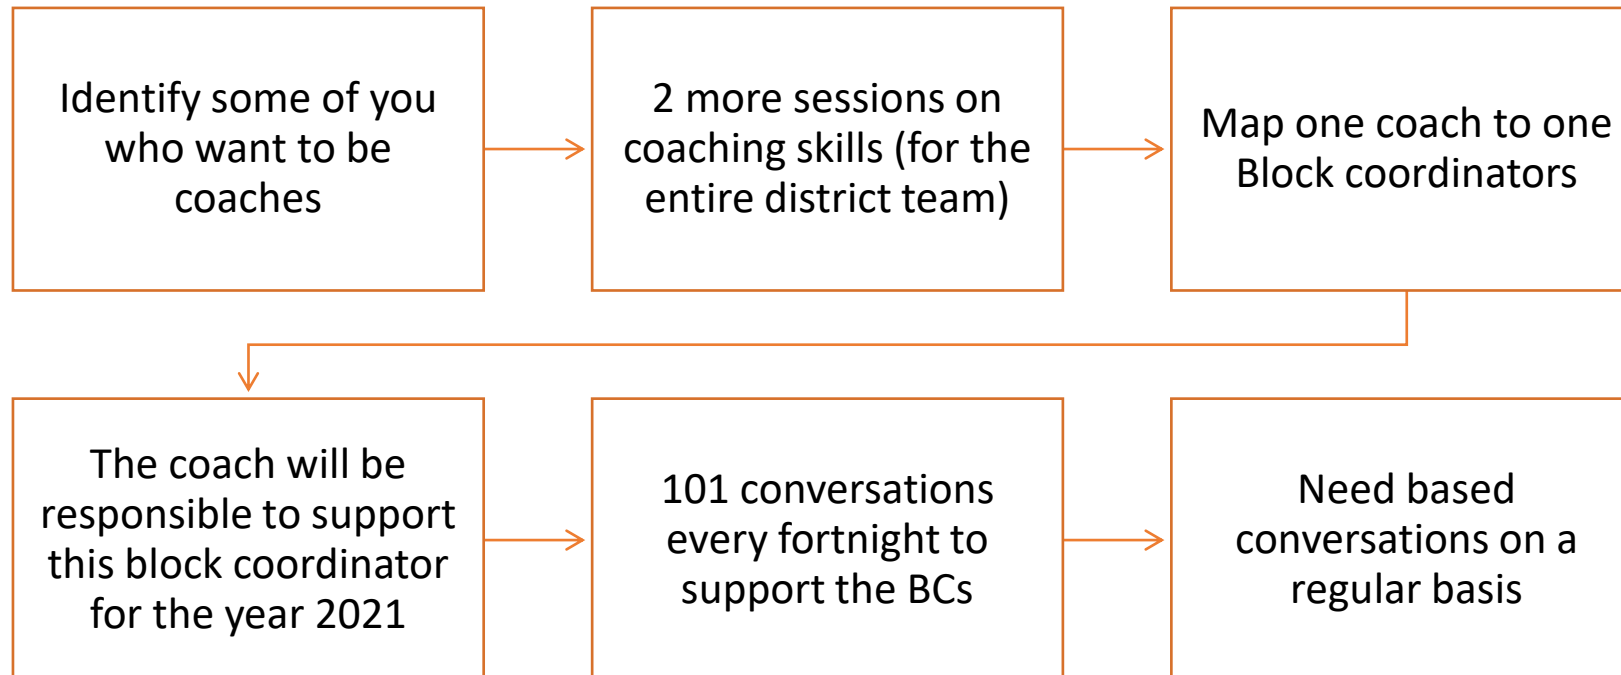 Identify some of you
who want to be
coaches
2 more sessions on
coaching skills (for the
entire district team)
Map one coach to one
Block coordinators
The coach will be
responsible to support
this block coordinator
for the year 2021
101 conversations
every fortnight to
support the BCs
Need based
conversations on a
regular basis